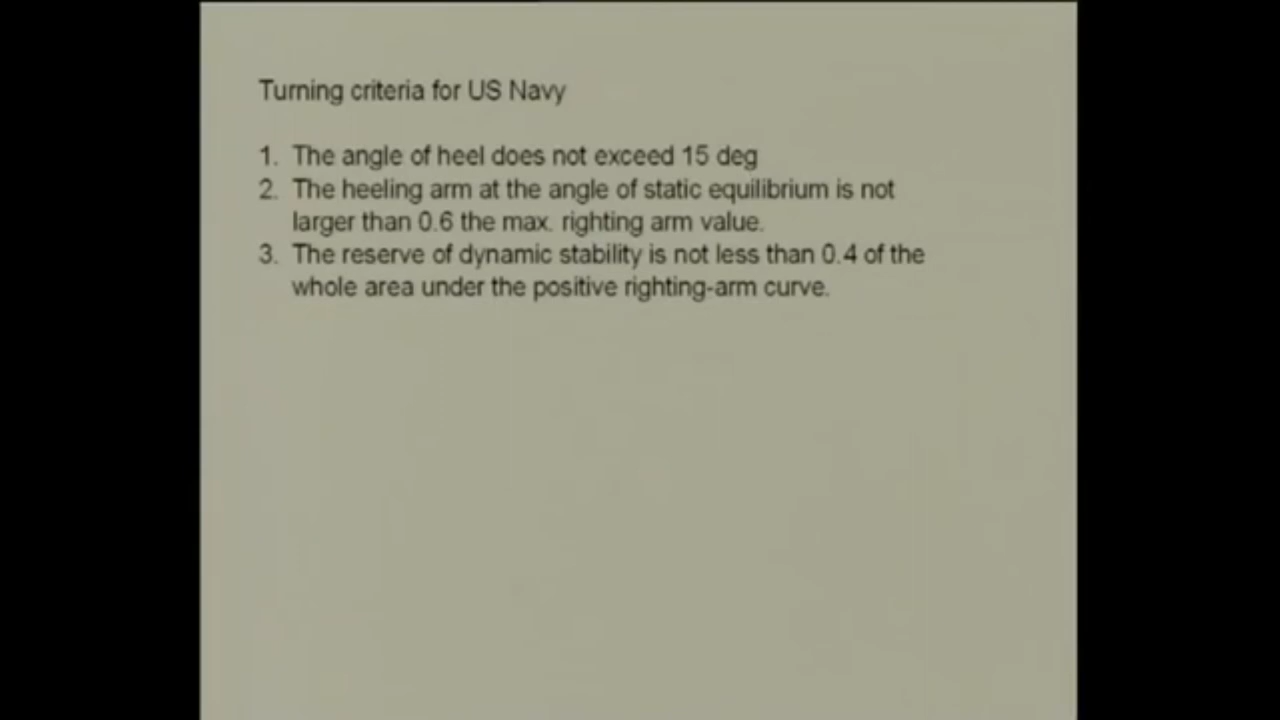 Turning criteria for US Navy
1. The angle of heel does not exceed 15 deg
2. The heeling arm at the angle of static equilibrium is not
larger than 0.6 the max. righting arm value.
3. The reserve of dynamic stability is not less than 0.4 of the
whole area under the positive righting-arm curve.